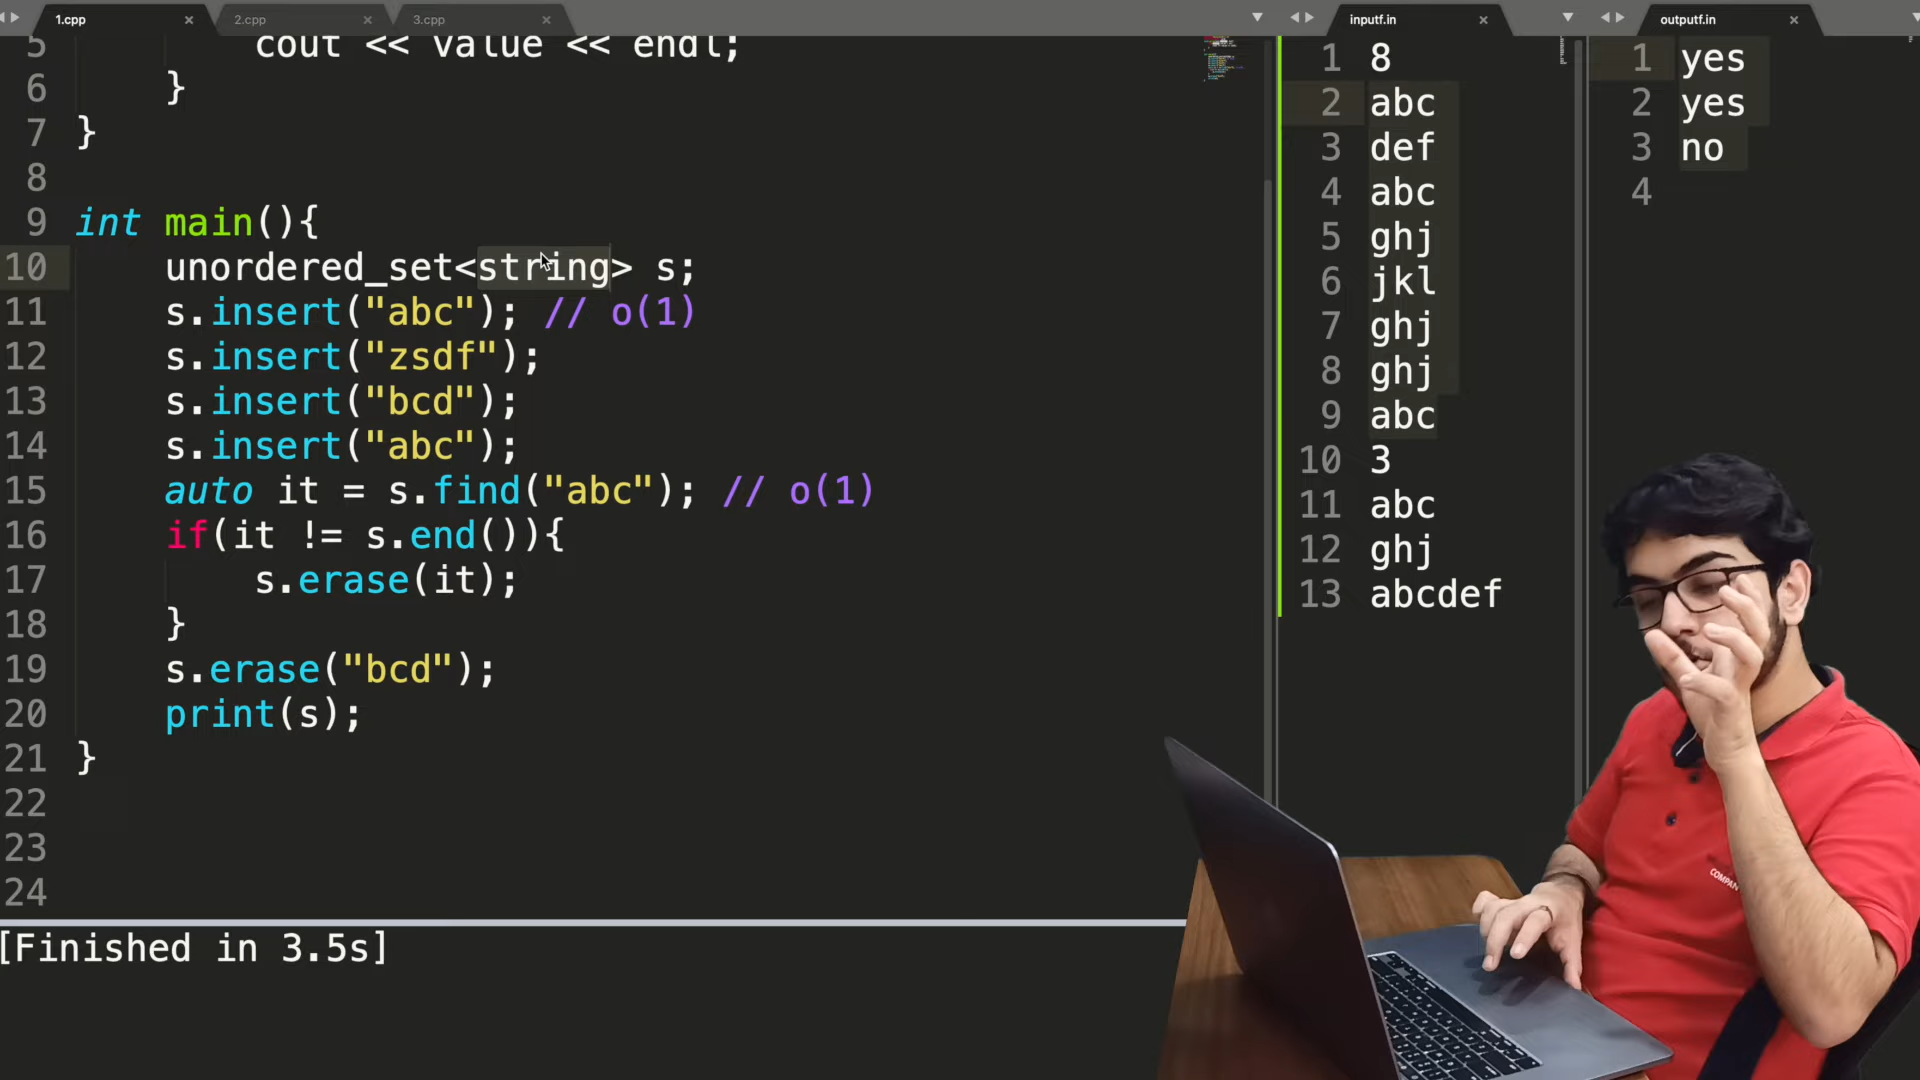 1.cpp
2.cpp
3.cpp
inputf.in
outputf.in
5 cout << value << endl;
6 }
7 }
8
9 int main(){
10 unordered_set<string> s;
11 s.insert("abc"); // o(1)
12 s.insert("zsdf");
13 s.insert("bcd");
14 s.insert("abc");
15 auto it = s.find("abc"); // o(1)
16 if(it != s.end()){
17 s.erase(it);
18 }
19 s.erase("bcd");
20 print(s);
21 }
22
23
24
[Finished in 3.5s]
1 8
2 abc
3 def
4 abc
5 ghj
6 jkl
7 ghj
8 ghj
9 abc
10 3
11 abc
12 ghj
13 abcdef
1 yes
2 yes
3 no
4